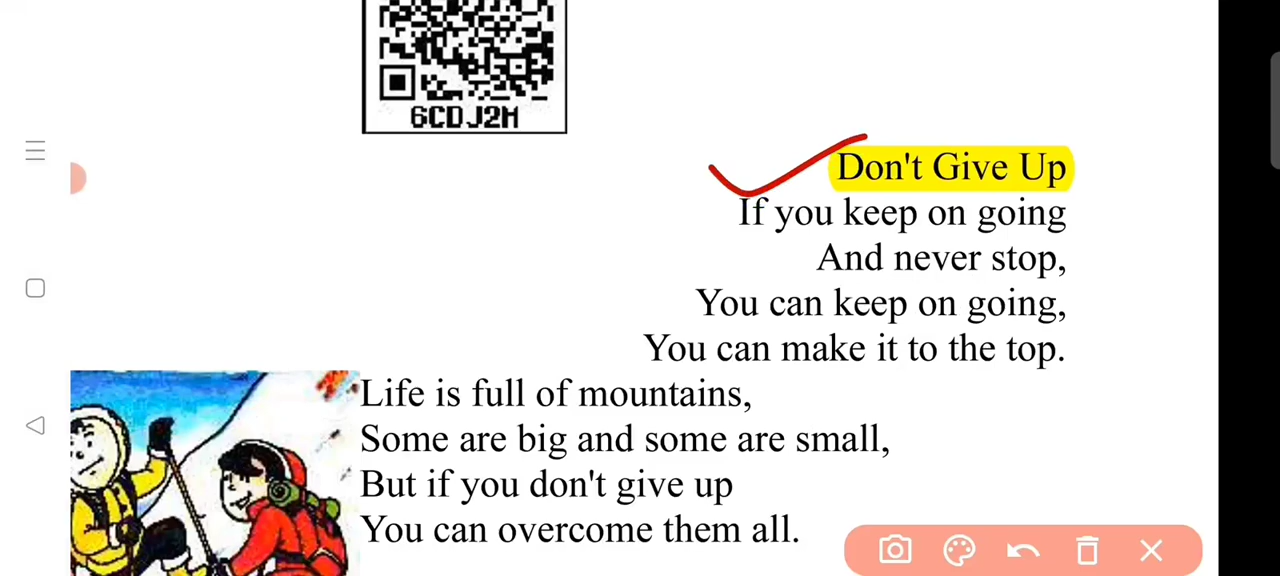 6CDJ2H
Don't Give Up
If you keep on going
And never stop,
You can keep on going,
You can make it to the top.
Life is full of mountains,
Some are big and some are small,
But if you don't give up
You can overcome them all.